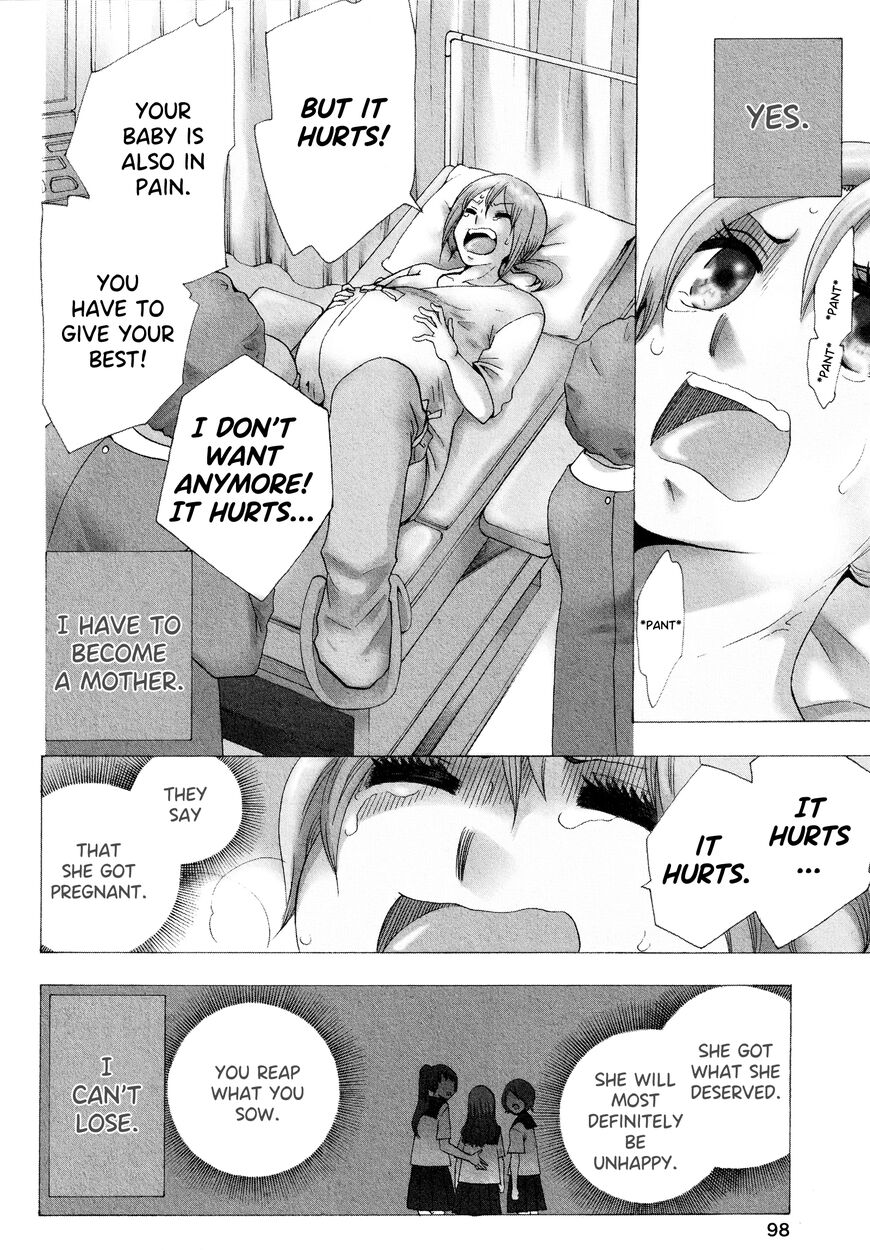 YES.
*PANT*
*PANT*
*PANT*
BUT IT
HURTS!
YOUR
BABY IS
ALSO IN
PAIN.
YOU
HAVE TO
GIVE YOUR
BEST!
I DON'T
WANT
ANYMORE!
IT HURTS...
I HAVE TO
BECOME
A MOTHER.
IT
HURTS
...
IT
HURTS.
THEY
SAY
THAT
SHE GOT
PREGNANT.
SHE GOT
WHAT SHE
DESERVED.
SHE WILL
MOST
DEFINITELY
BE
UNHAPPY.
YOU REAP
WHAT YOU
SOW.
I
CAN'T
LOSE.
98